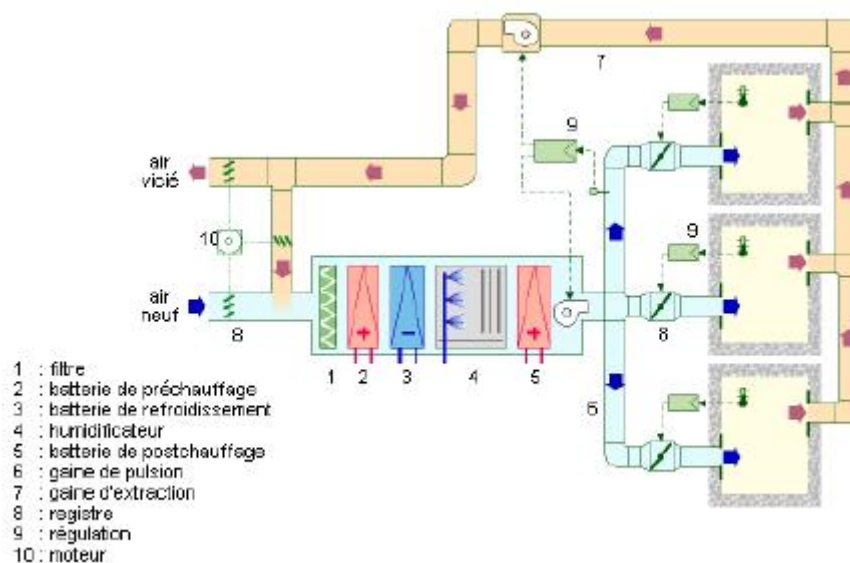 7
9
air
vicié
10
9
air
neuf
8
8
1 2 3 4 5
6
1 : filtre
2 : batterie de préchauffage
3 : batterie de refroidissement
4 : humidificateur
5 : batterie de postchauffage
6 : gaine de pulsion
7 : gaine d'extraction
8 : registre
9 : régulation
10 : moteur
+
−
+